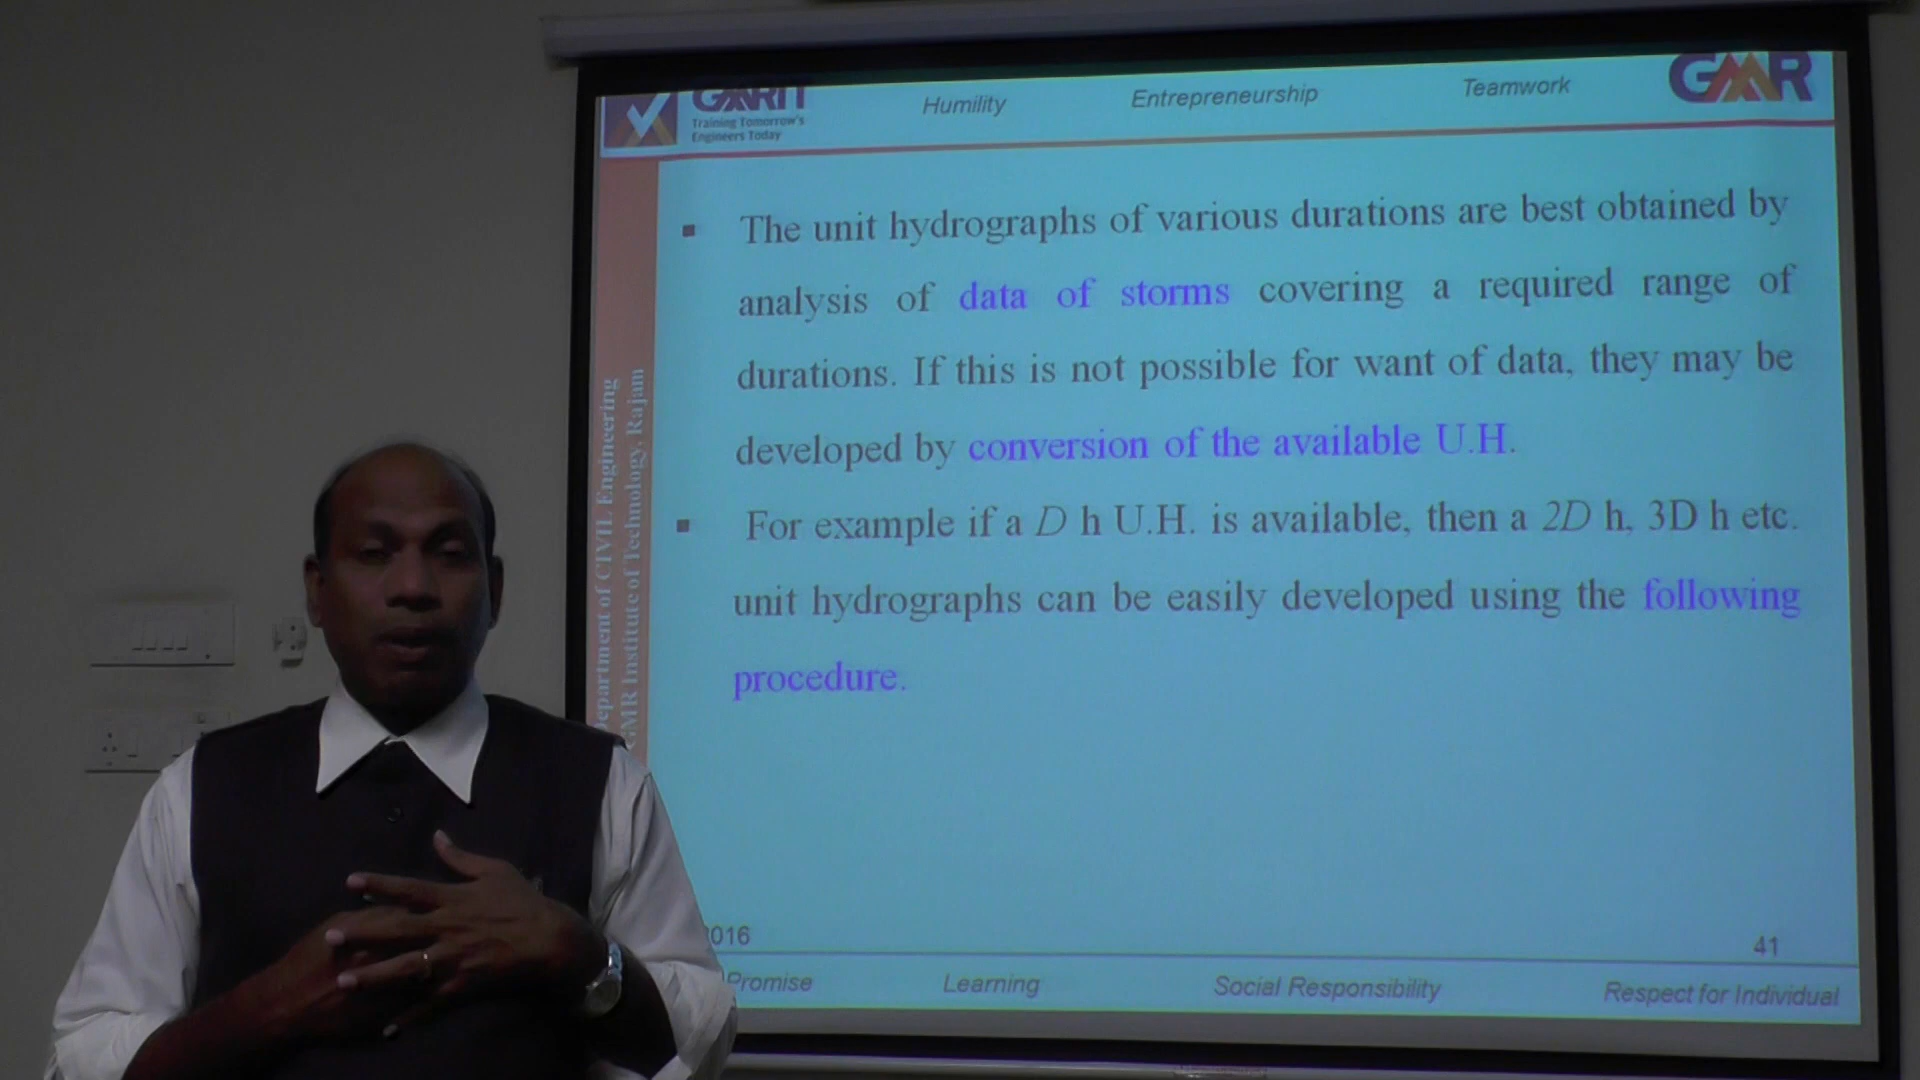 GMRIT
Training Tomorrow's
Engineers Today
Humility
Entrepreneurship
Teamwork
GMR
Department of CIVIL Engineering
GMR Institute of Technology, Rajam
▪ The unit hydrographs of various durations are best obtained by
analysis of data of storms covering a required range of
durations. If this is not possible for want of data, they may be
developed by conversion of the available U.H.
▪ For example if a D h U.H. is available, then a 2D h, 3D h etc.
unit hydrographs can be easily developed using the following
procedure.
2016
41
Promise
Learning
Social Responsibility
Respect for Individual